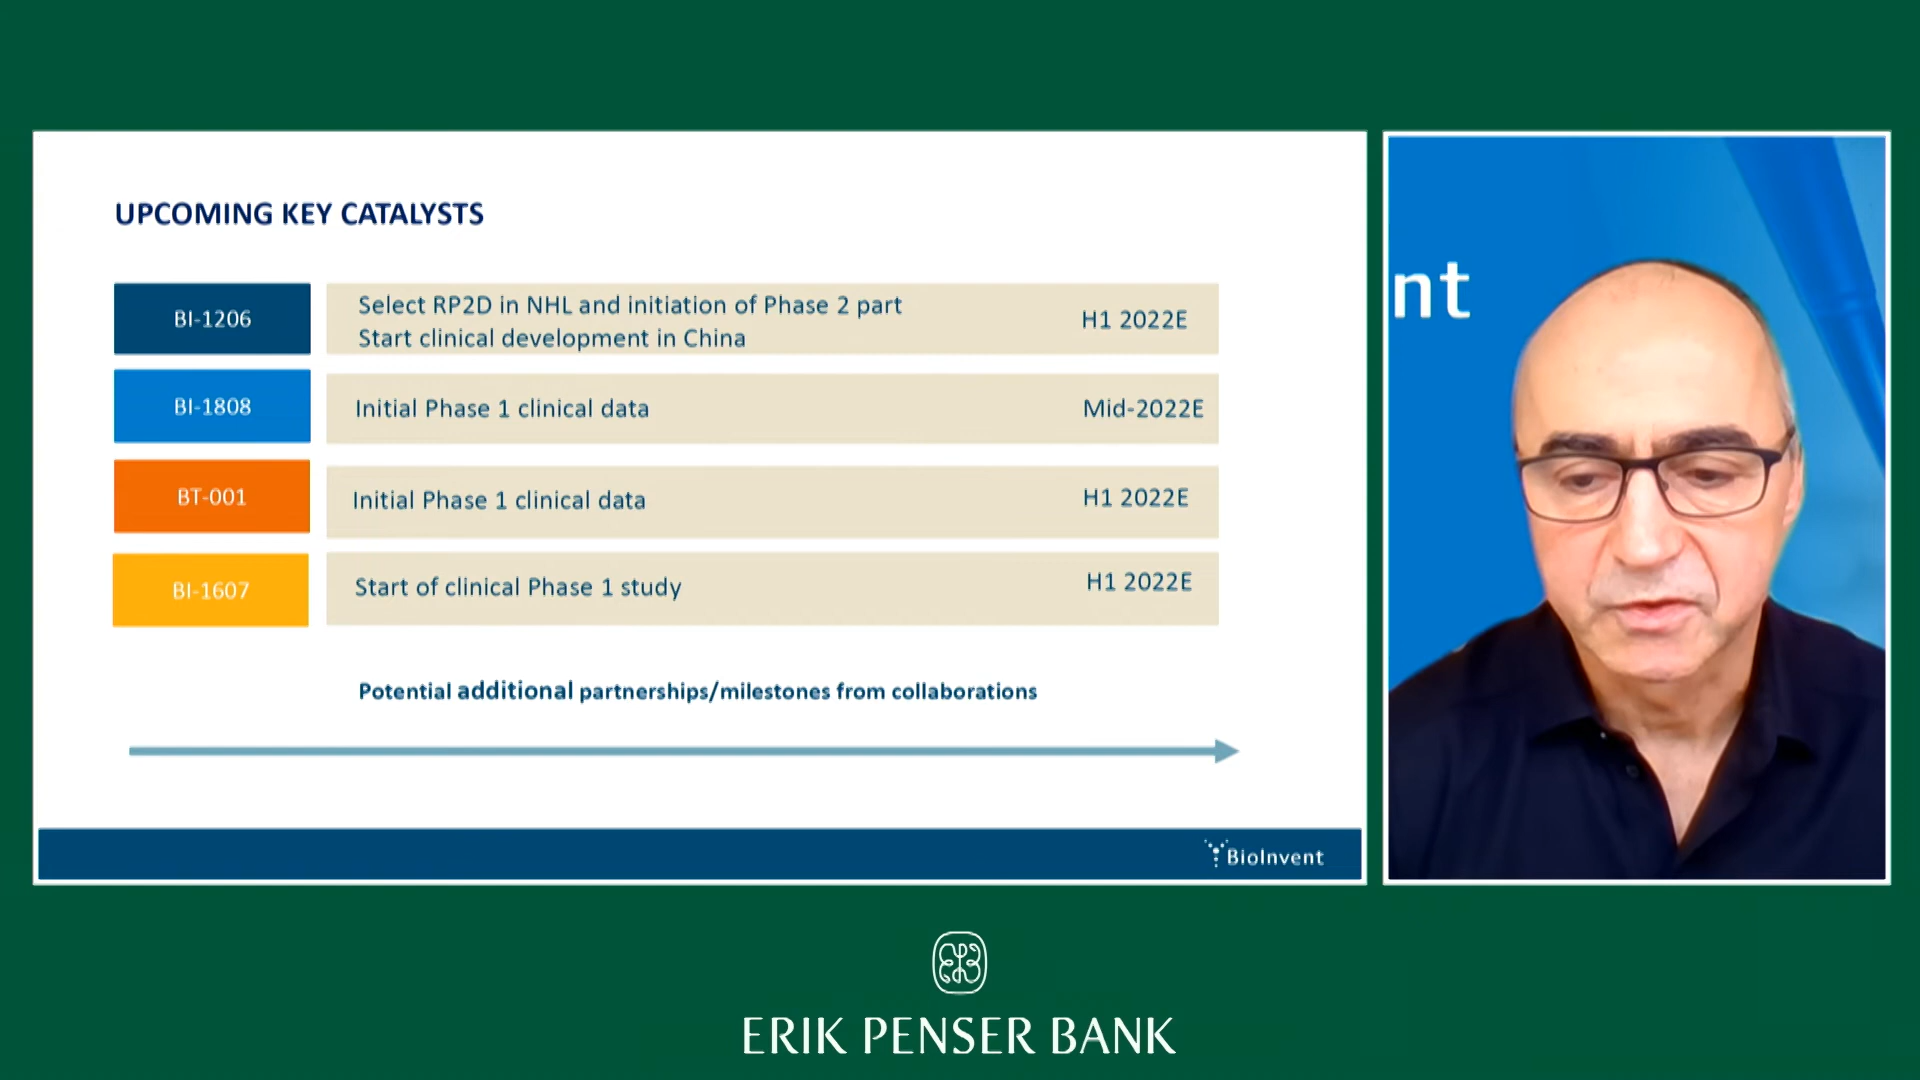 UPCOMING KEY CATALYSTS
BI-1206
Select RP2D in NHL and initiation of Phase 2 part
Start clinical development in China
H1 2022E
BI-1808
Initial Phase 1 clinical data
Mid-2022E
BT-001
Initial Phase 1 clinical data
H1 2022E
BI-1607
Start of clinical Phase 1 study
H1 2022E
Potential additional partnerships/milestones from collaborations
BioInvent
nt
ERIK PENSER BANK